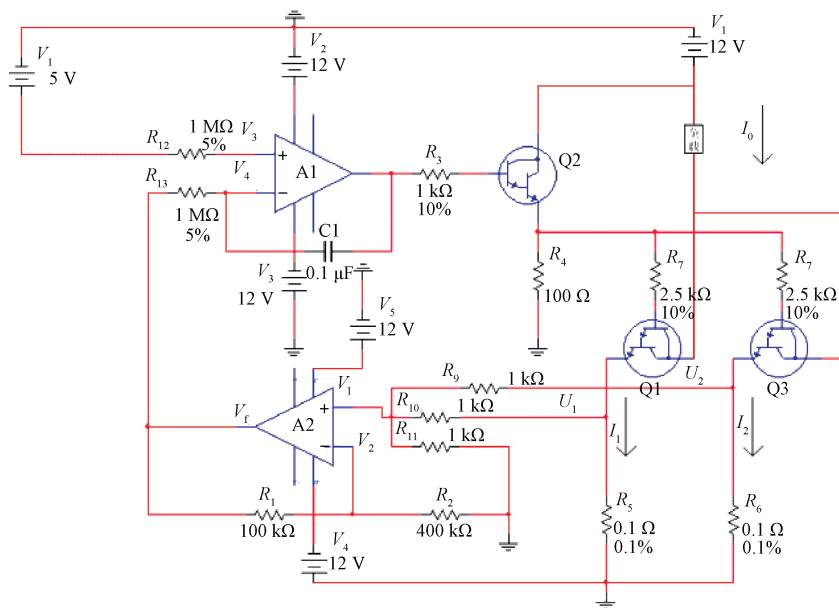 V1
5 V
V2
12 V
V1
12 V
R12
1 MΩ
5%
V3
V4
R13
1 MΩ
5%
A1
C1
0.1 μF
R3
1 kΩ
10%
Q2
负载
I0
V3
12 V
V5
12 V
R4
100 Ω
R7
2.5 kΩ
10%
R7
2.5 kΩ
10%
Q1
U2
Q3
Vf
A2
V1
V2
R9
1 kΩ
R10
1 kΩ
U1
R11
1 kΩ
I1
I2
R1
100 kΩ
R2
400 kΩ
R5
0.1 Ω
0.1%
R6
0.1 Ω
0.1%
V4
12 V